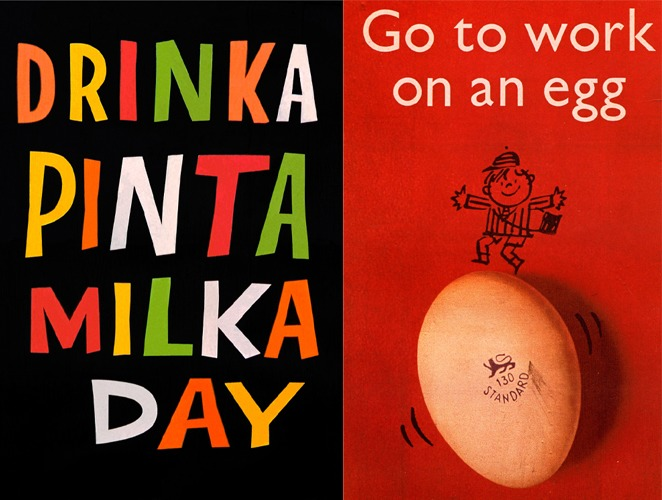 DRINKA
PINTA
MILKA
DAY
Go to work
on an egg
130
STANDARD